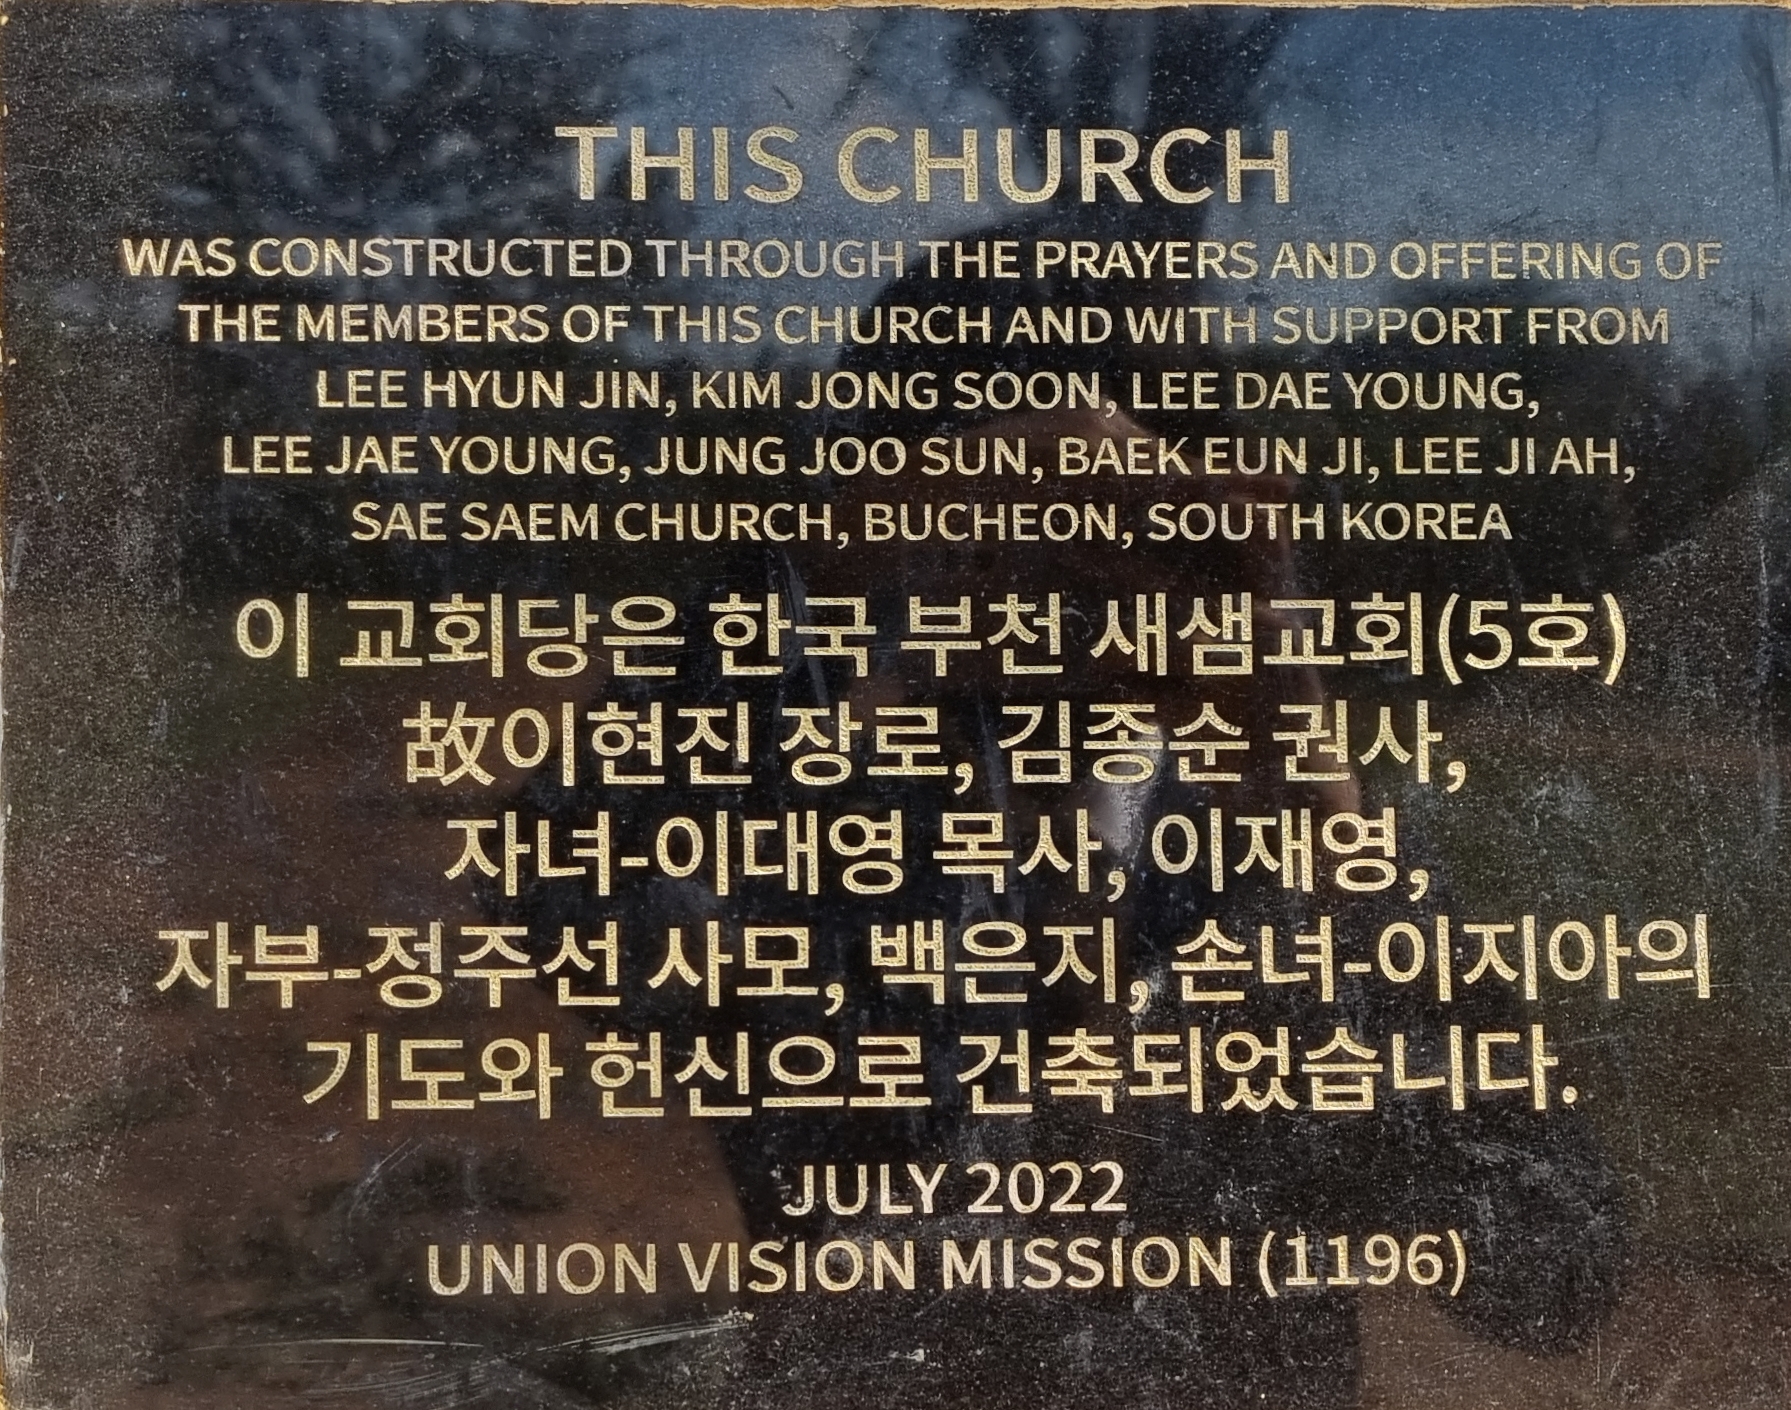 THIS CHURCH
WAS CONSTRUCTED THROUGH THE PRAYERS AND OFFERING OF
THE MEMBERS OF THIS CHURCH AND WITH SUPPORT FROM
LEE HYUN JIN, KIM JONG SOON, LEE DAE YOUNG,
LEE JAE YOUNG, JUNG JOO SUN, BAEK EUN JI, LEE JI AH,
SAE SAEM CHURCH, BUCHEON, SOUTH KOREA
이 교회당은 한국 부천 새샘교회(5호)
故이현진 장로, 김종순 권사,
자녀-이대영 목사, 이재영,
자부-정주선 사모, 백은지, 손녀-이지아의
기도와 헌신으로 건축되었습니다.
JULY 2022
UNION VISION MISSION (1196)